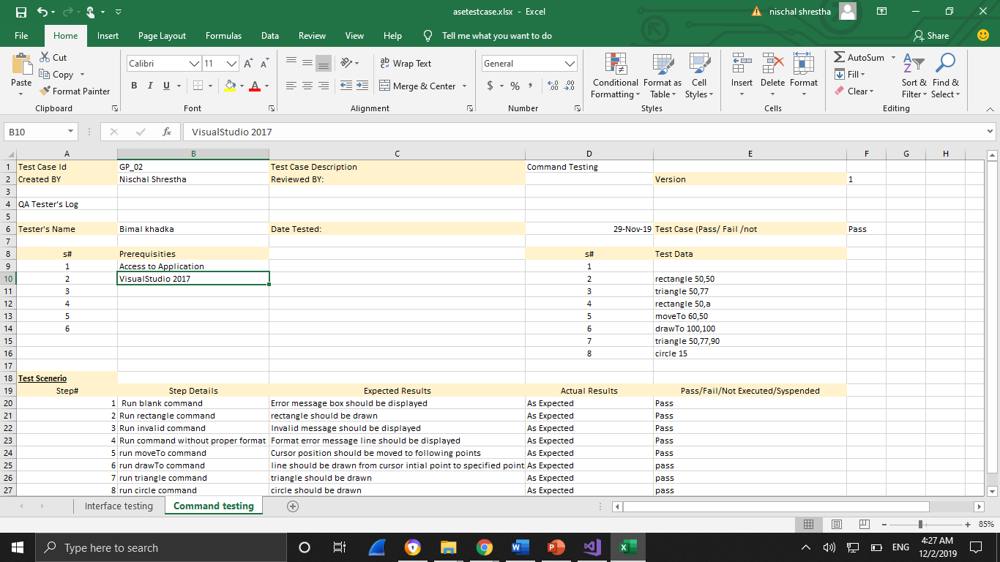 asetestcase.xlsx - Excel
nischal shrestha
File Home Insert Page Layout Formulas Data Review View Help Tell me what you want to do Share
Paste
Cut
Copy
Format Painter
Clipboard
Calibri 11
B I U
Font
Wrap Text
Merge & Center
Alignment
General
$ % ,
Number
Conditional Formatting
Format as Table
Cell Styles
Styles
Insert Delete Format
Cells
AutoSum
Fill
Clear
Sort & Filter
Find & Select
Editing
B10 fx VisualStudio 2017
A B C D E F G H
1 Test Case Id GP_02 Test Case Description Command Testing
2 Created BY Nischal Shrestha Reviewed BY: Version 1
3
4 QA Tester's Log
5
6 Tester's Name Bimal khadka Date Tested: 29-Nov-19 Test Case (Pass/ Fail /not Pass
7
8 s# Prerequisities s# Test Data
9 1 Access to Application 1
10 2 VisualStudio 2017 2 rectangle 50,50
11 3 3 triangle 50,77
12 4 4 rectangle 50,a
13 5 5 moveTo 60,50
14 6 6 drawTo 100,100
15 7 triangle 50,77,90
16 8 circle 15
17
18 Test Scenerio
19 Step# Step Details Expected Results Actual Results Pass/Fail/Not Executed/Syspended
20 1 Run blank command Error message box should be displayed As Expected Pass
21 2 Run rectangle command rectangle should be drawn As Expected Pass
22 3 Run invalid command Invalid message should be displayed As Expected Pass
23 4 Run command without proper format Format error message line should be displayed As Expected Pass
24 5 run moveTo command Cursor position should be moved to following points As Expected Pass
25 6 run drawTo command line should be drawn from cursor intial point to specified point As Expected pass
26 7 run triangle command triangle should be drawn As Expected pass
27 8 run circle command circle should be drawn As Expected pass
Interface testing Command testing
85%
Type here to search
ENG
4:27 AM
12/2/2019